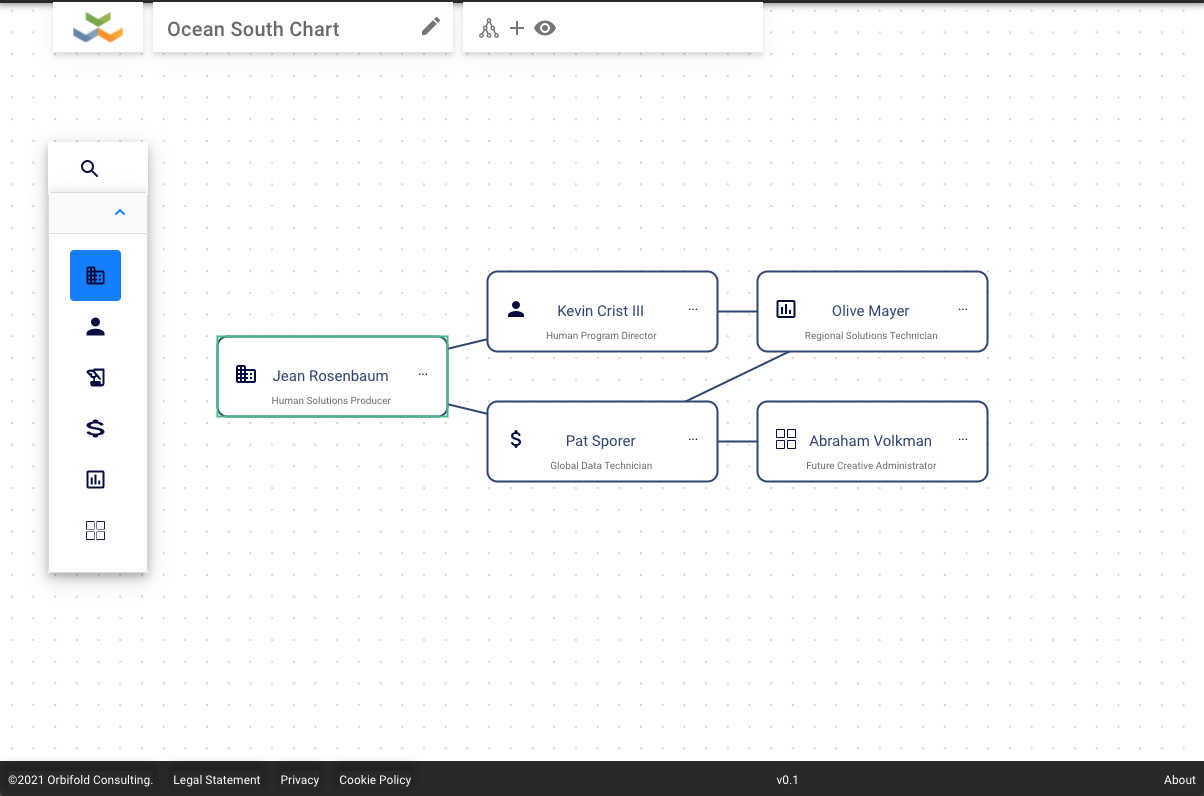 Ocean South Chart
Kevin Crist III
...
Human Program Director
Olive Mayer
...
Regional Solutions Technician
Jean Rosenbaum
...
Human Solutions Producer
Pat Sporer
...
Global Data Technician
Abraham Volkman
...
Future Creative Administrator
©2021 Orbifold Consulting. Legal Statement Privacy Cookie Policy v0.1 About